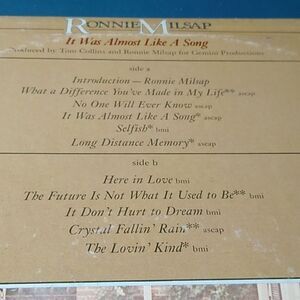 RONNIE MILSAP
It Was Almost Like A Song
Produced by Tom Collins and Ronnie Milsap for Gemini Productions
side a
Introduction — Ronnie Milsap
What a Difference You've Made in My Life** ascap
No One Will Ever Know ascap
It Was Almost Like A Song* ascap
Selfish* bmi
Long Distance Memory* ascap
side b
Here in Love bmi
The Future Is Not What It Used to Be** bmi
It Don't Hurt to Dream bmi
Crystal Fallin' Rain** ascap
The Lovin' Kind* bmi